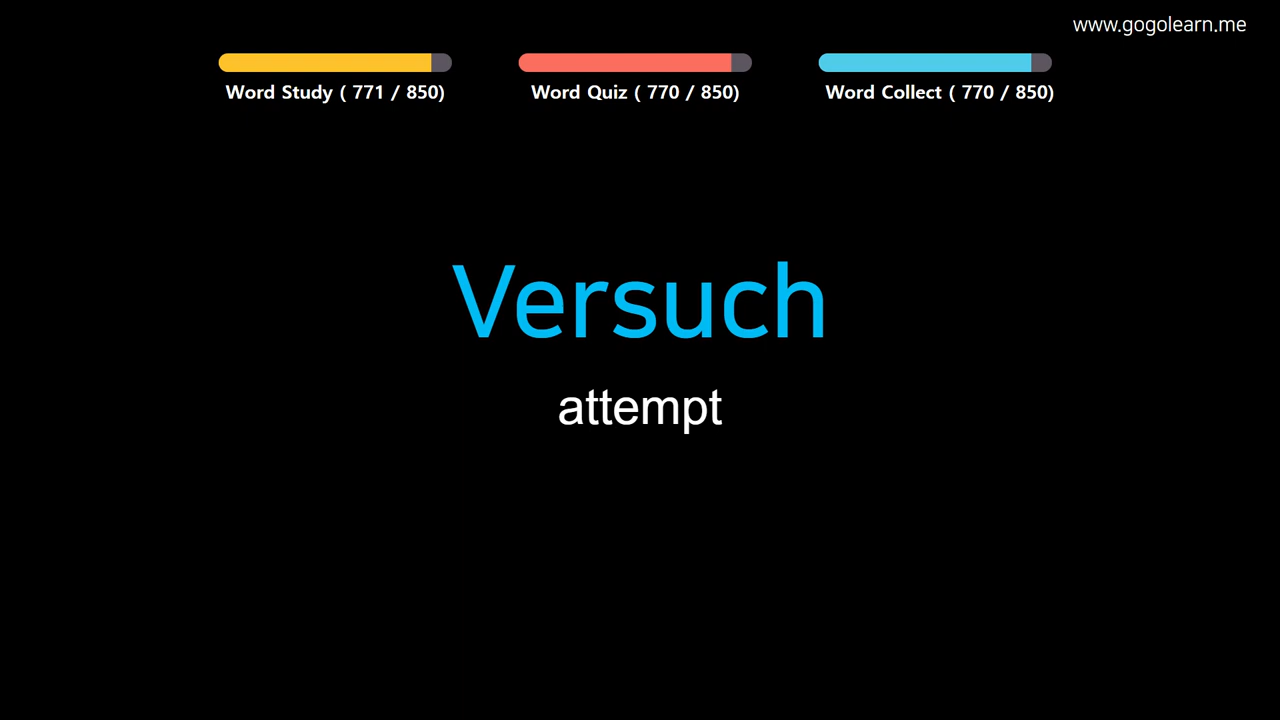 www.gogolearn.me
Word Study ( 771 / 850)
Word Quiz ( 770 / 850)
Word Collect ( 770 / 850)
Versuch
attempt